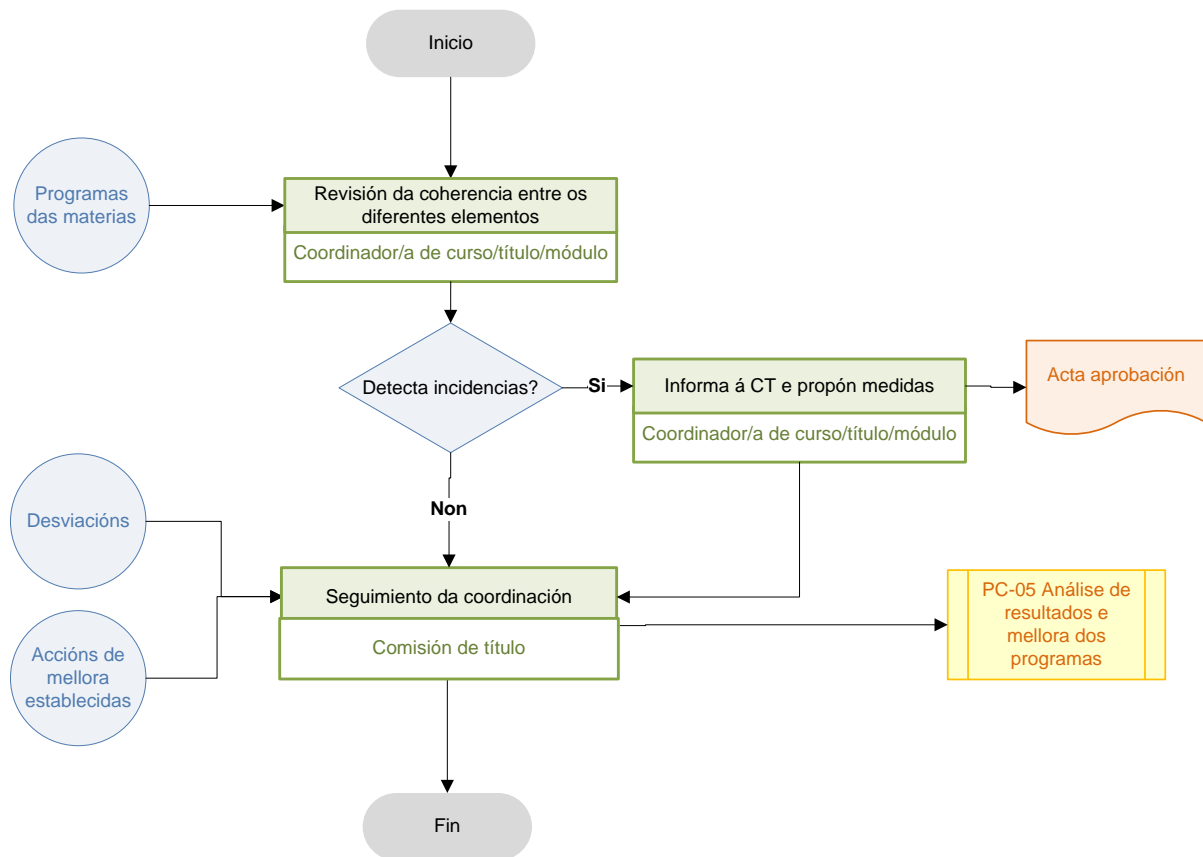 Inicio
Programas
das materias
Revisión da coherencia entre os
diferentes elementos
Coordinador/a de curso/título/módulo
Detecta incidencias?
Si
Informa á CT e propón medidas
Coordinador/a de curso/título/módulo
Acta aprobación
Non
Desviacións
Accións de
mellora
establecidas
Seguimiento da coordinación
Comisión de título
PC-05 Análise de
resultados e
mellora dos
programas
Fin